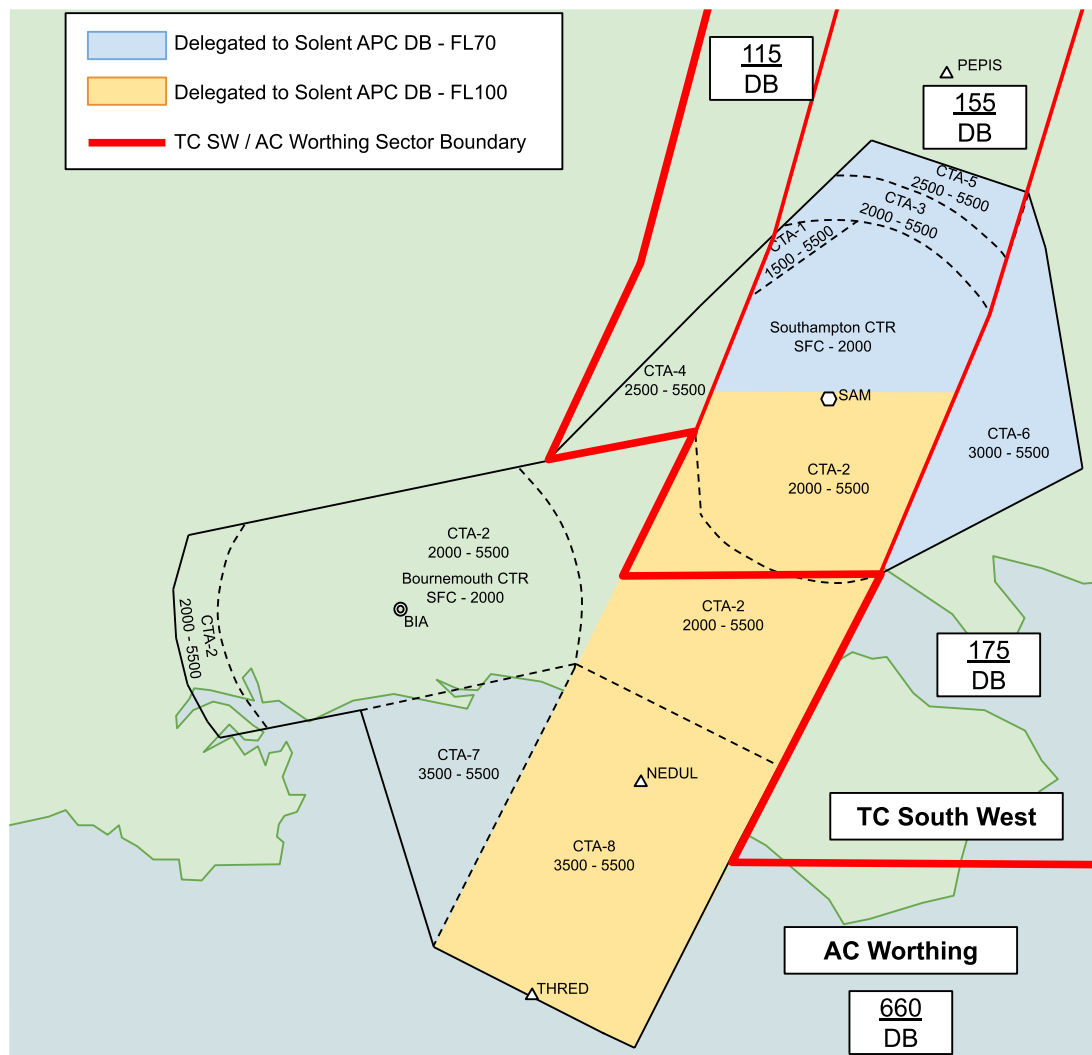 Delegated to Solent APC DB - FL70
Delegated to Solent APC DB - FL100
TC SW / AC Worthing Sector Boundary
115
DB
PEPIS
155
DB
CTA-5
2500 - 5500
CTA-3
2000 - 5500
CTA-1
1500 - 5500
Southampton CTR
SFC - 2000
CTA-4
2500 - 5500
SAM
CTA-6
3000 - 5500
CTA-2
2000 - 5500
CTA-2
2000 - 5500
Bournemouth CTR
SFC - 2000
BIA
CTA-2
2000 - 5500
CTA-2
2000 - 5500
175
DB
CTA-7
3500 - 5500
NEDUL
TC South West
CTA-8
3500 - 5500
AC Worthing
THRED
660
DB